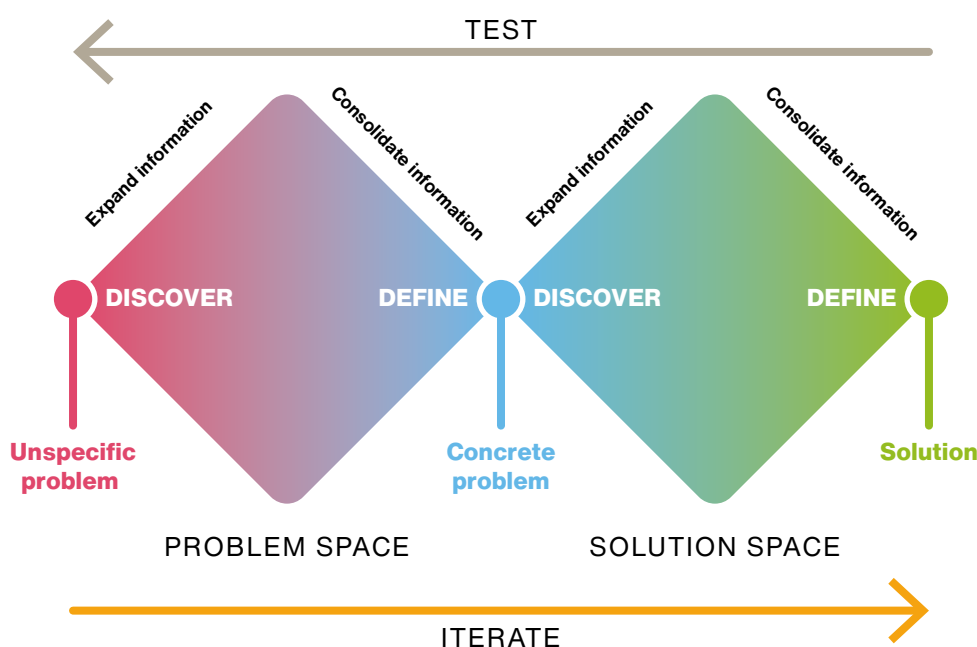 TEST
Expand information
Consolidate information
Expand information
Consolidate information
DISCOVER
DEFINE
DISCOVER
DEFINE
Unspecific
problem
Concrete
problem
Solution
PROBLEM SPACE
SOLUTION SPACE
ITERATE